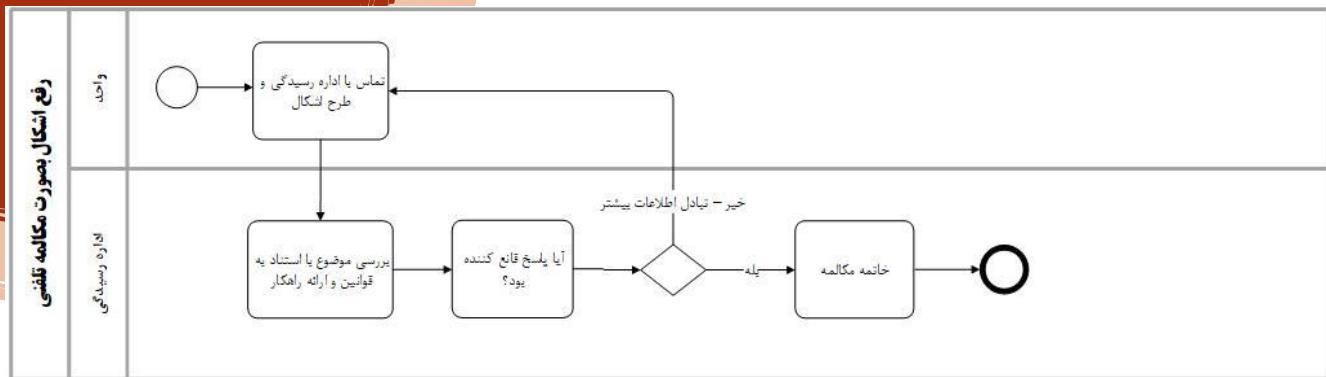 رفع اشکال بصورت مکالمه تلفنی
واحد
تماس با اداره رسیدگی و
طرح اشکال
اداره رسیدگی
بررسی موضوع با استناد به
قوانین و ارائه راهکار
آیا پاسخ قانع کننده
بود؟
خیر – تبادل اطلاعات بیشتر
بله
خاتمه مکالمه